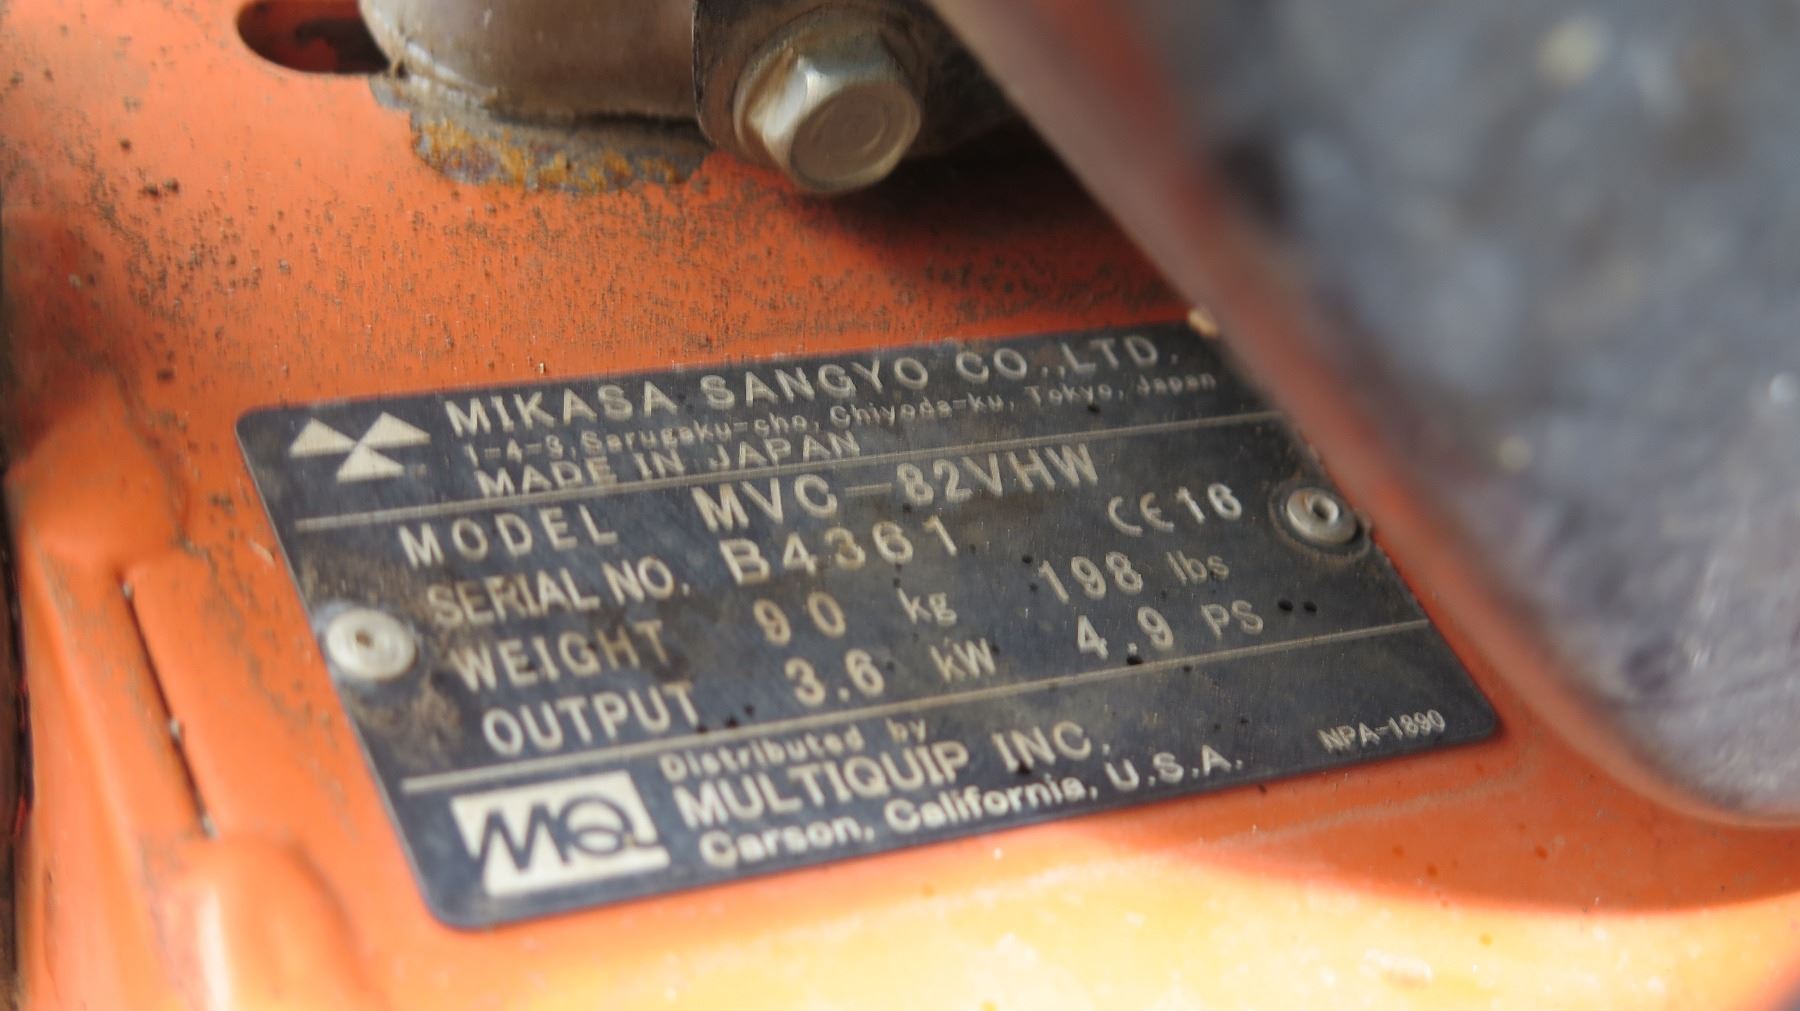 MIKASA SANGYO CO.,LTD.
1-4-3, Sarugaku-cho, Chiyoda-ku, Tokyo, Japan
MADE IN JAPAN
MODEL MVC-82VHW
SERIAL NO. B4361 CE 16
WEIGHT 90 kg 198 lbs
OUTPUT 3.6 kW 4.9 PS
Distributed by
MQ MULTIQUIP INC.
Carson, California, U.S.A.
NPA-1890